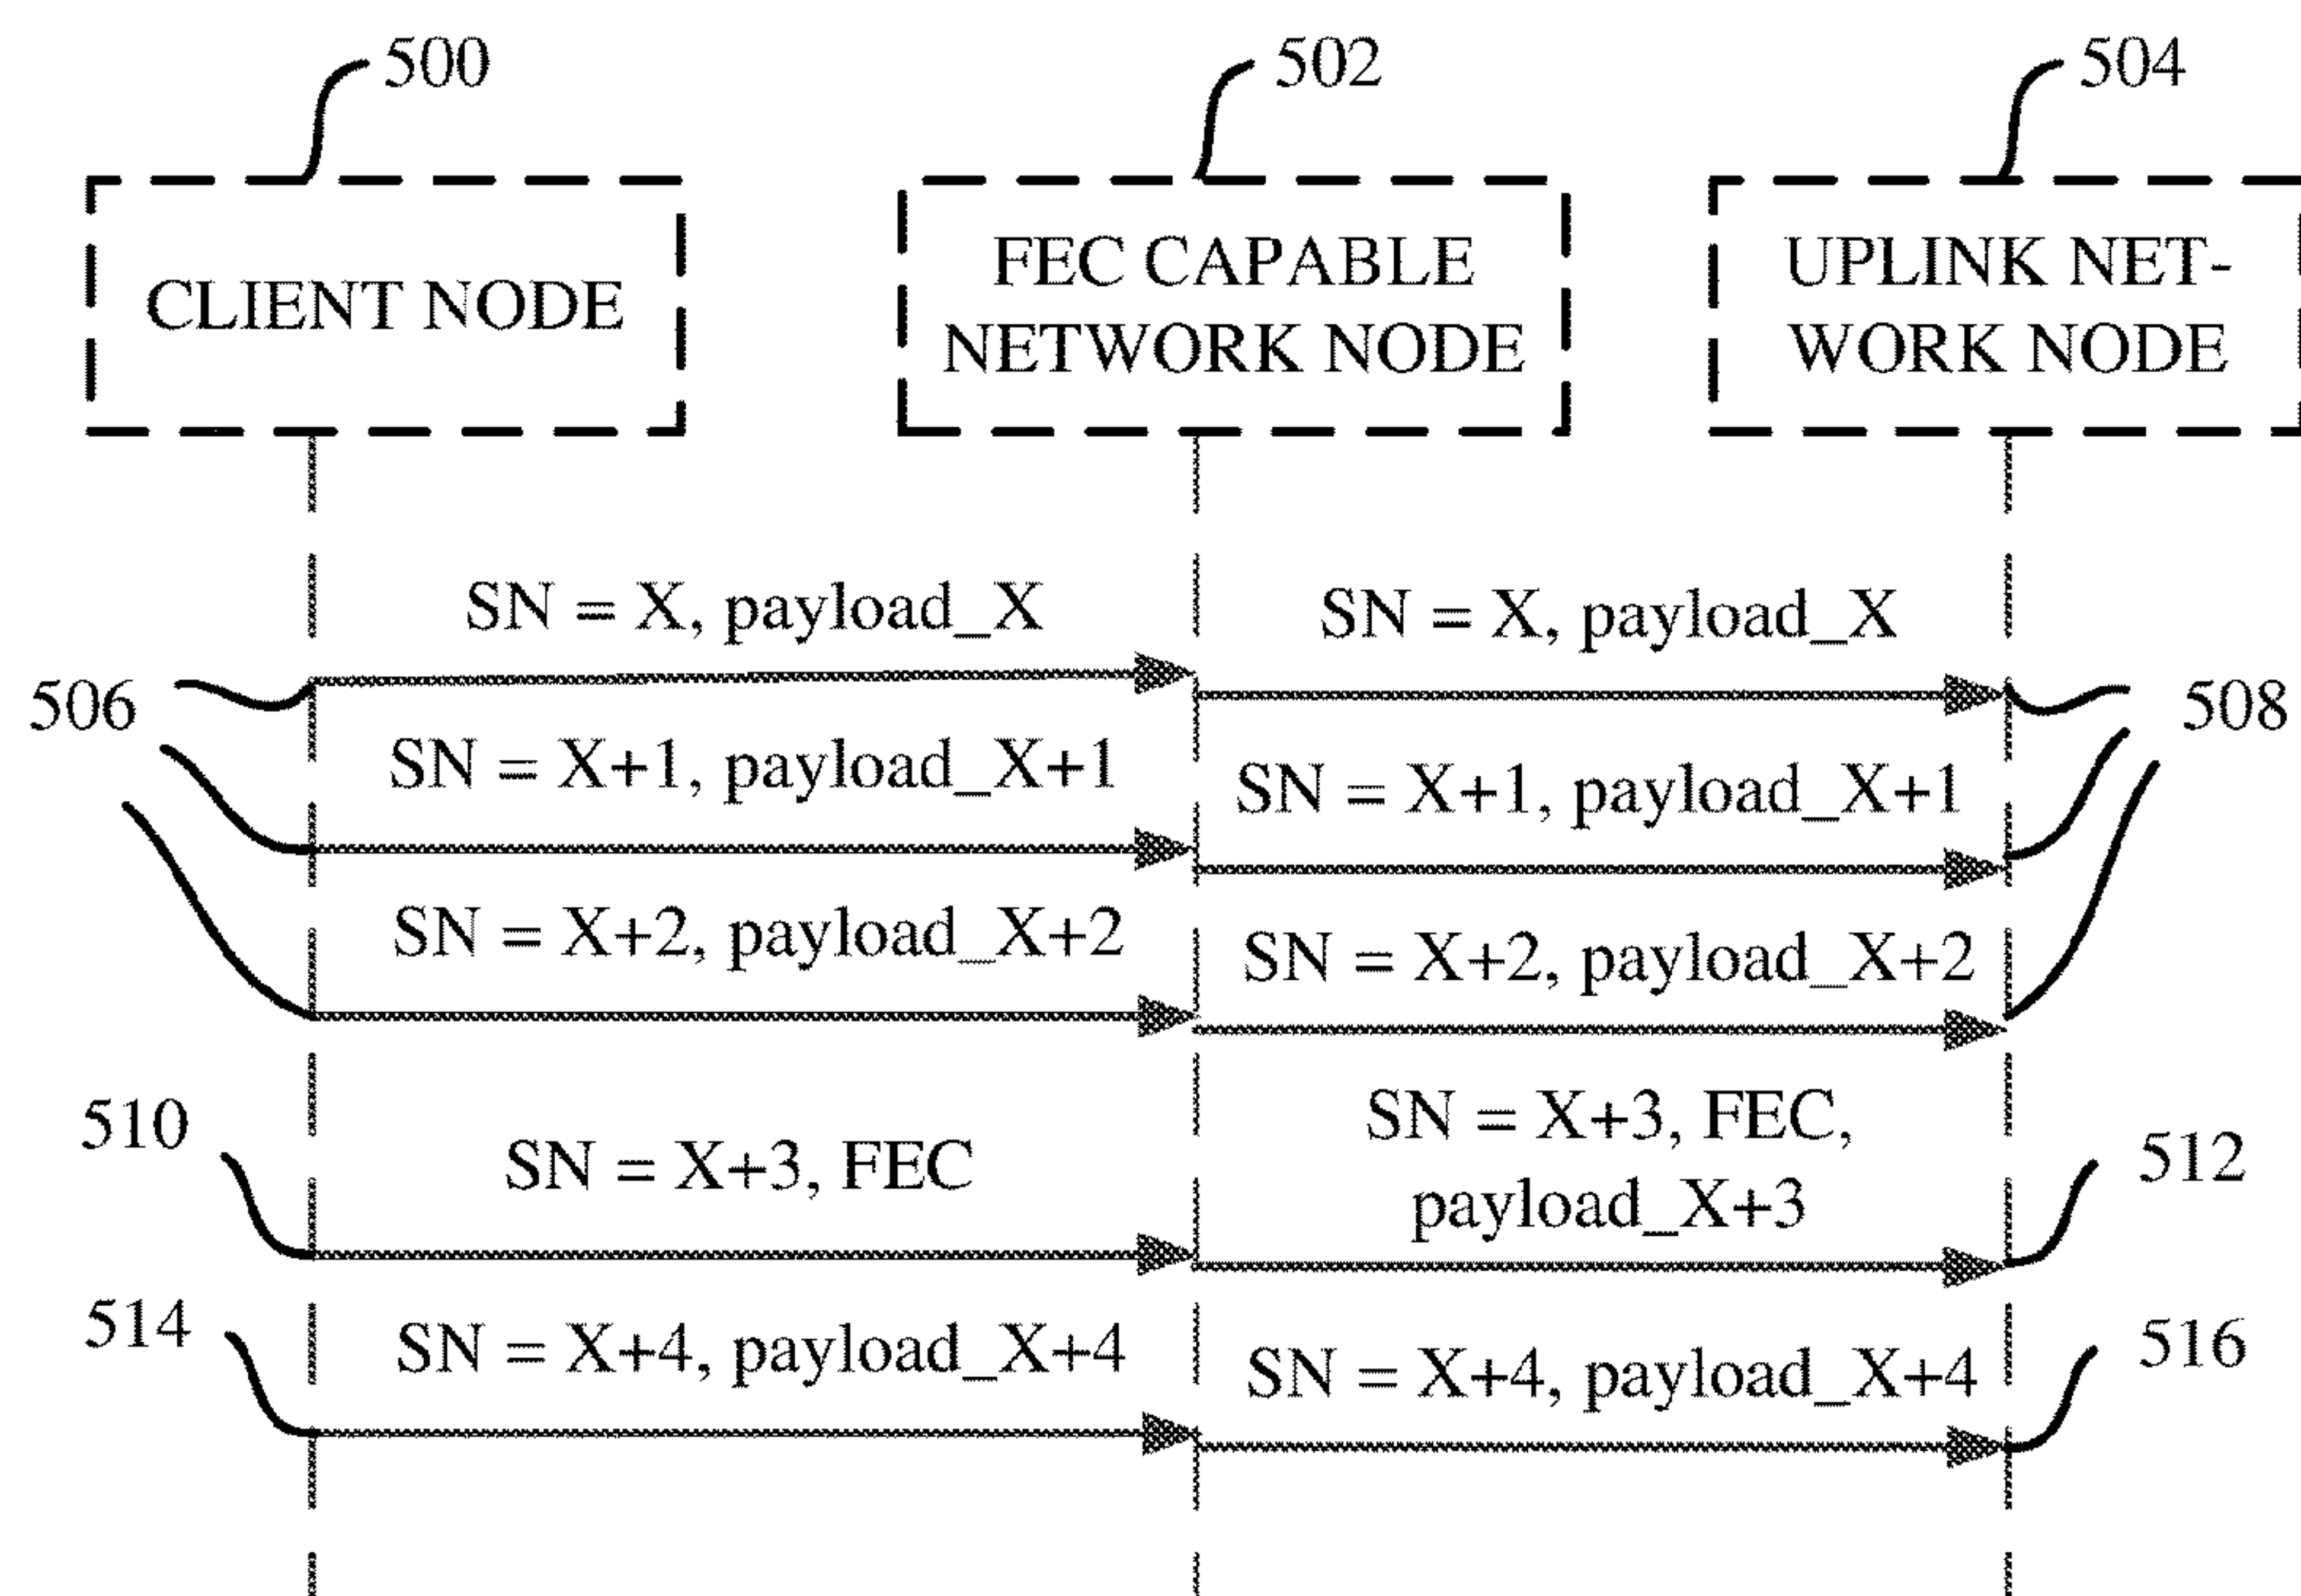 500
502
504
CLIENT NODE
FEC CAPABLE
NETWORK NODE
UPLINK NET-
WORK NODE
SN = X, payload_X
SN = X, payload_X
506
508
SN = X+1, payload_X+1
SN = X+1, payload_X+1
SN = X+2, payload_X+2
SN = X+2, payload_X+2
510
SN = X+3, FEC
SN = X+3, FEC,
payload_X+3
512
514
SN = X+4, payload_X+4
SN = X+4, payload_X+4
516